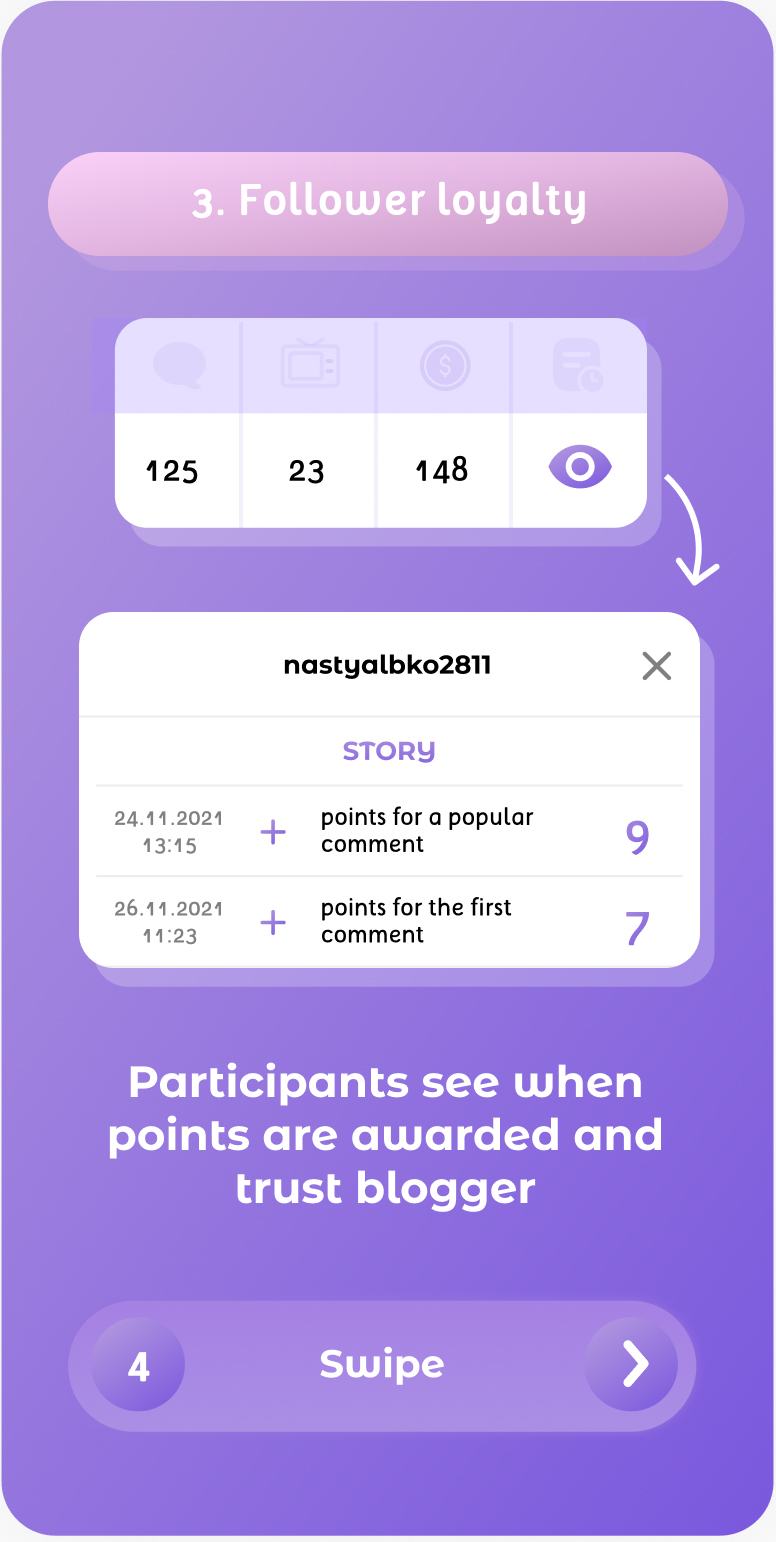 3. Follower loyalty
$
125 23 148
nastyalbko2811
STORY
24.11.2021
13:15
+
points for a popular
comment
9
26.11.2021
11:23
+
points for the first
comment
7
Participants see when
points are awarded and
trust blogger
4 Swipe